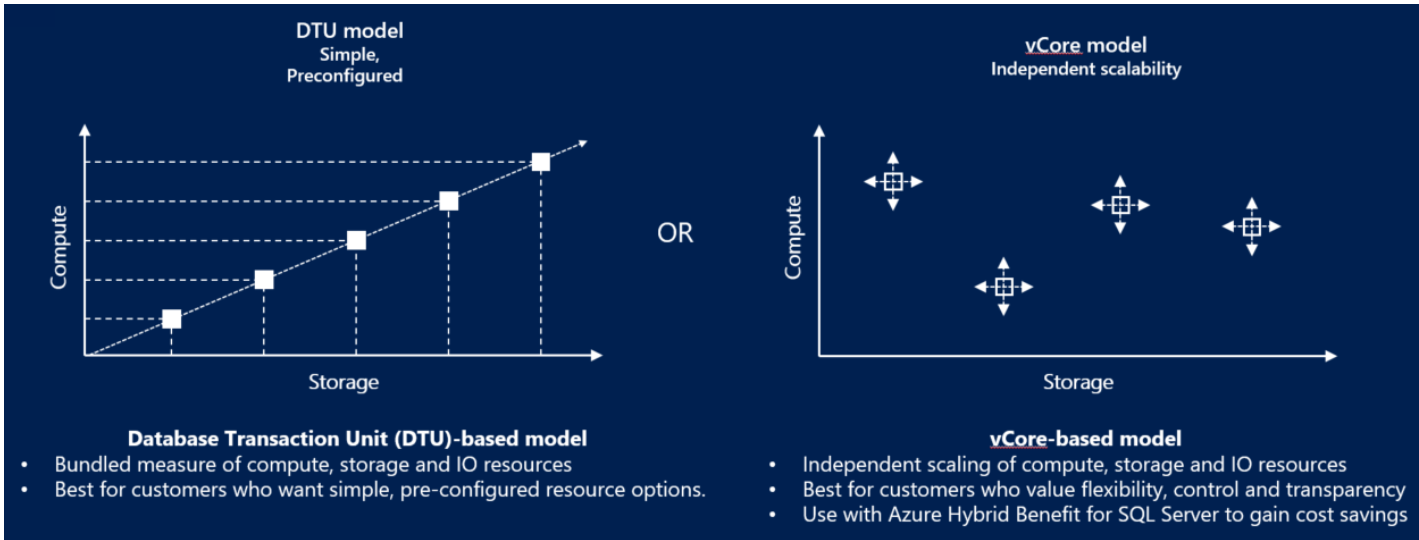 DTU model
Simple,
Preconfigured
Compute
Storage
OR
vCore model
Independent scalability
Compute
Storage
Database Transaction Unit (DTU)-based model
• Bundled measure of compute, storage and IO resources
• Best for customers who want simple, pre-configured resource options.
vCore-based model
• Independent scaling of compute, storage and IO resources
• Best for customers who value flexibility, control and transparency
• Use with Azure Hybrid Benefit for SQL Server to gain cost savings